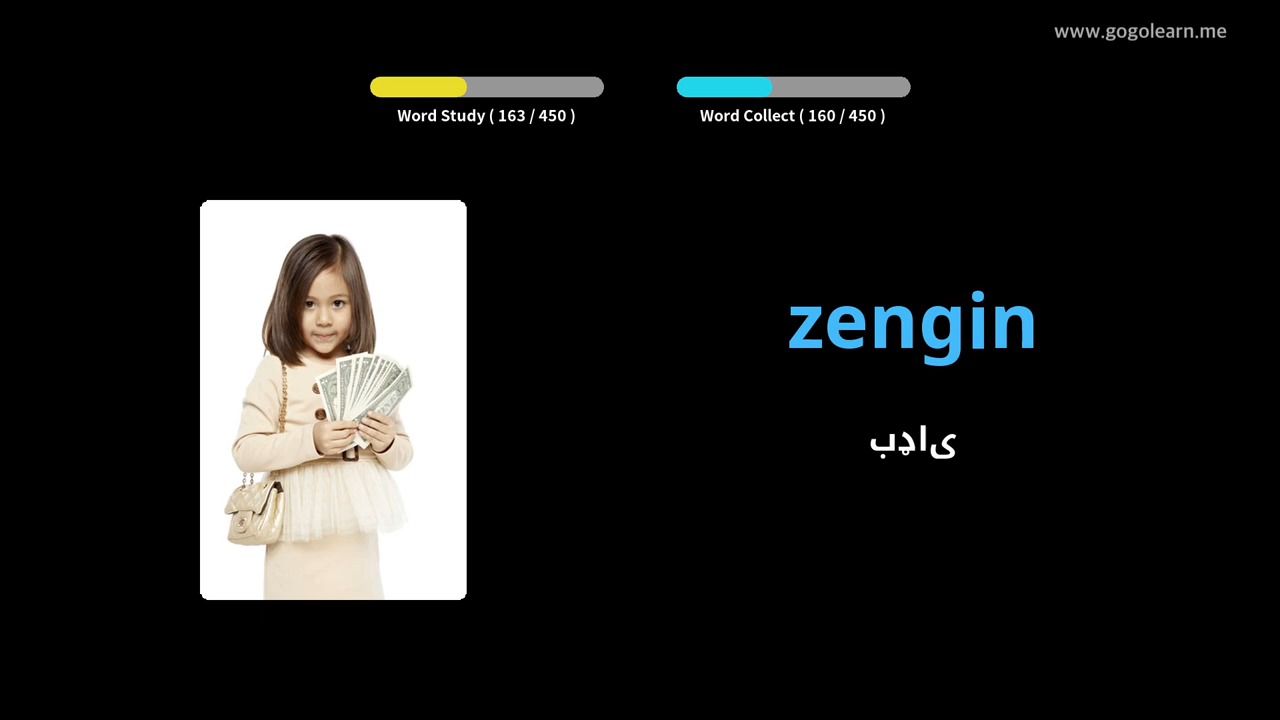 www.gogolearn.me
Word Study ( 163 / 450 )
Word Collect ( 160 / 450 )
zengin
بډای